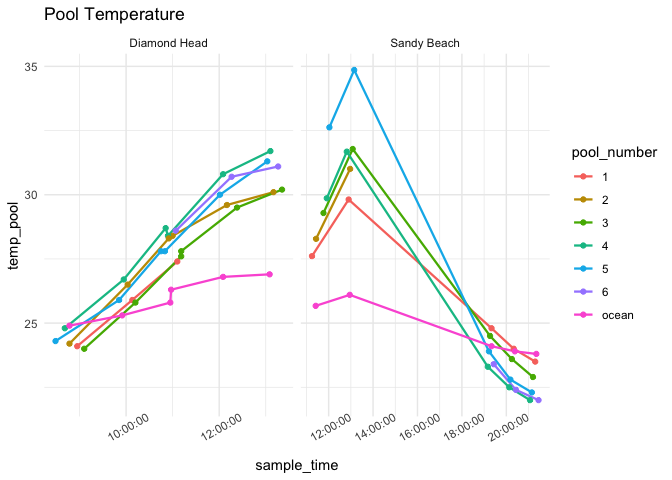 Pool Temperature
Diamond Head
Sandy Beach
35
30
25
temp_pool
10:00:00
12:00:00
12:00:00
14:00:00
16:00:00
18:00:00
20:00:00
sample_time
pool_number
1
2
3
4
5
6
ocean